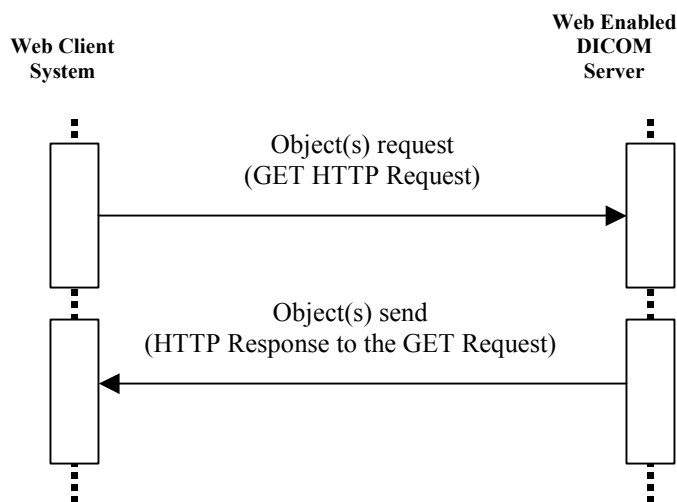 Web Client
System
Web Enabled
DICOM
Server
Object(s) request
(GET HTTP Request)
Object(s) send
(HTTP Response to the GET Request)